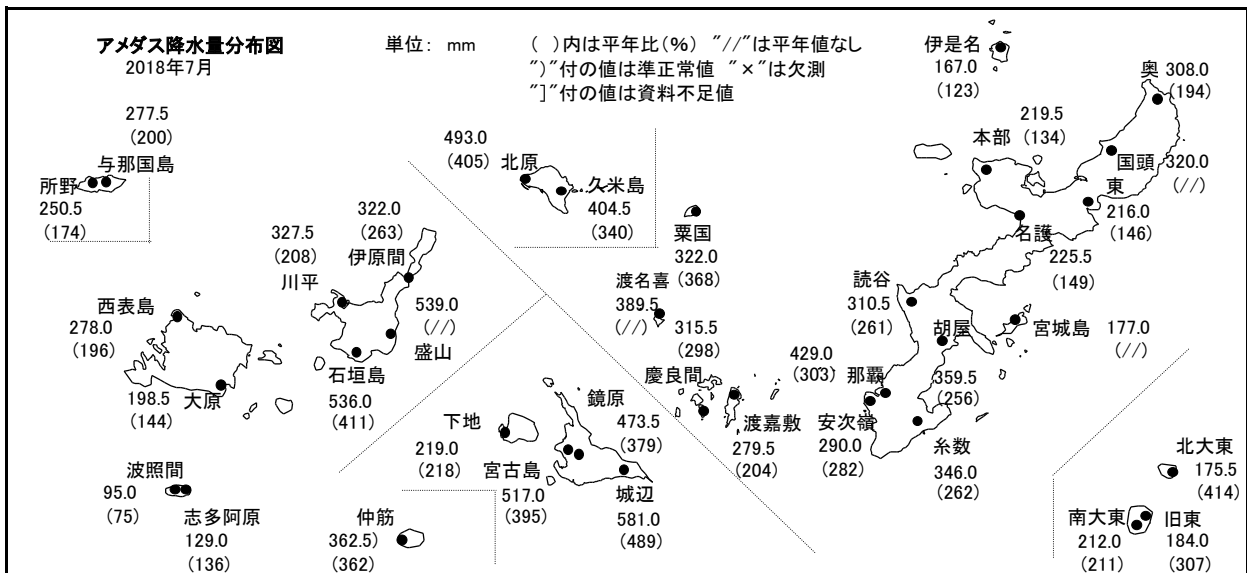 アメダス降水量分布図
2018年7月
単位: mm
( )内は平年比(%) "//"は平年値なし
")"付の値は準正常値 "×"は欠測
"]"付の値は資料不足値
伊是名
167.0
(123)
奥 308.0
(194)
219.5
本部 (134)
国頭 320.0
(//)
東
216.0
(146)
名護
225.5
(149)
277.5
(200)
与那国島
所野
250.5
(174)
493.0
(405)
北原
久米島
404.5
(340)
粟国
322.0
(368)
渡名喜
389.5
(//)
読谷
310.5
(261)
胡屋
359.5
(256)
宮城島 177.0
(//)
322.0
(263)
伊原間
327.5
(208)
川平
539.0
(//)
盛山
石垣島
536.0
(411)
西表島
278.0
(196)
198.5
(144)
大原
波照間
95.0
(75)
志多阿原
129.0
(136)
仲筋
362.5)
(362)
下地
219.0
(218)
鏡原
473.5
(379)
宮古島
517.0
(395)
城辺
581.0
(489)
315.5
(298)
慶良間
渡嘉敷
279.5
(204)
429.0
(303)
那覇
安次嶺
290.0
(282)
糸数
346.0
(262)
北大東
175.5
(414)
南大東
212.0
(211)
旧東
184.0
(307)